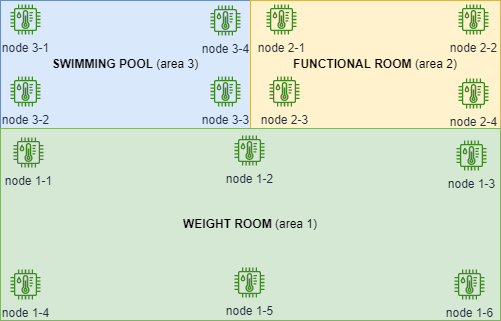 node 3-1
node 3-4
node 2-1
node 2-2
SWIMMING POOL (area 3)
FUNCTIONAL ROOM (area 2)
node 3-2
node 3-3
node 2-3
node 2-4
node 1-1
node 1-2
node 1-3
WEIGHT ROOM (area 1)
node 1-4
node 1-5
node 1-6